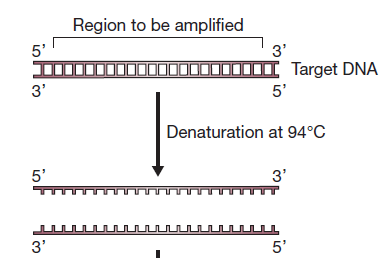 Region to be amplified
5’ 3’
Target DNA
3’ 5’
Denaturation at 94°C
5’ 3’
3’ 5’